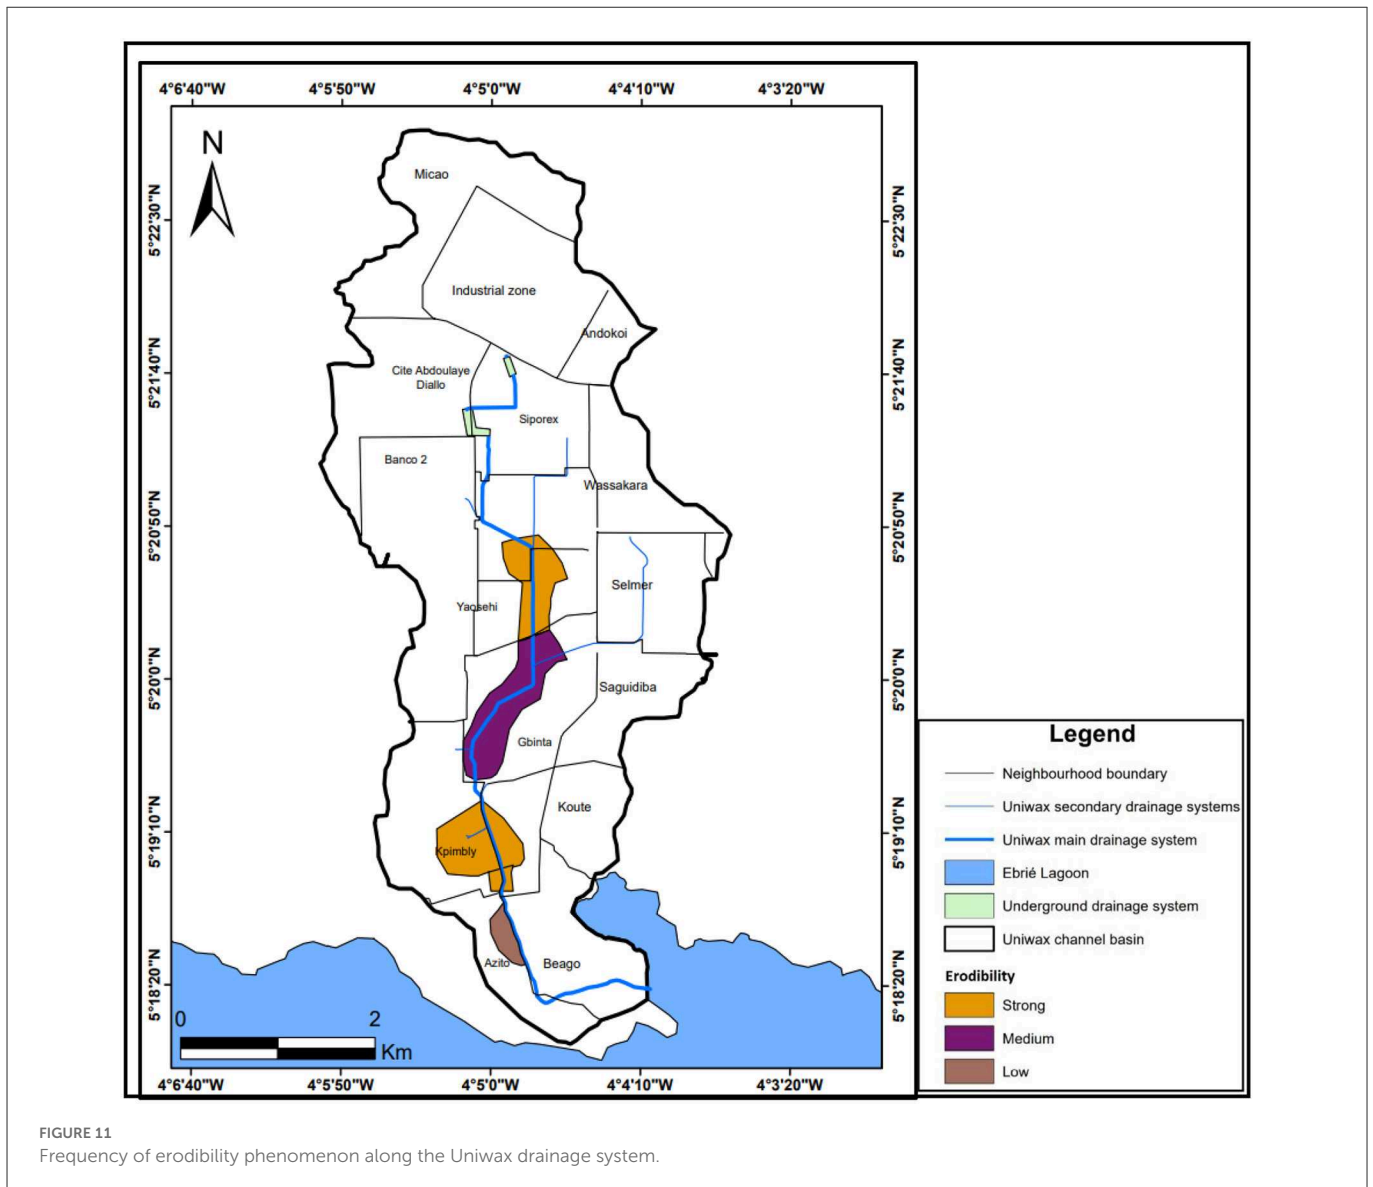 4°6'40"W 4°5'50"W 4°5'0"W 4°4'10"W 4°3'20"W
N
5°22'30"N
5°21'40"N
5°20'50"N
5°20'0"N
5°19'10"N
5°18'20"N
Micao
Industrial zone
Andokoi
Cite Abdoulaye
Diallo
Siporex
Banco 2
Wassakara
Selmer
Yaosehi
Saguidiba
Gbinta
Koute
Kpimbly
Azito
Beago
5°22'30"N
5°21'40"N
5°20'50"N
5°20'0"N
5°19'10"N
5°18'20"N
0 2
Km
4°6'40"W 4°5'50"W 4°5'0"W 4°4'10"W 4°3'20"W
Legend
Neighbourhood boundary
Uniwax secondary drainage systems
Uniwax main drainage system
Ebrié Lagoon
Underground drainage system
Uniwax channel basin
Erodibility
Strong
Medium
Low
FIGURE 11
Frequency of erodibility phenomenon along the Uniwax drainage system.